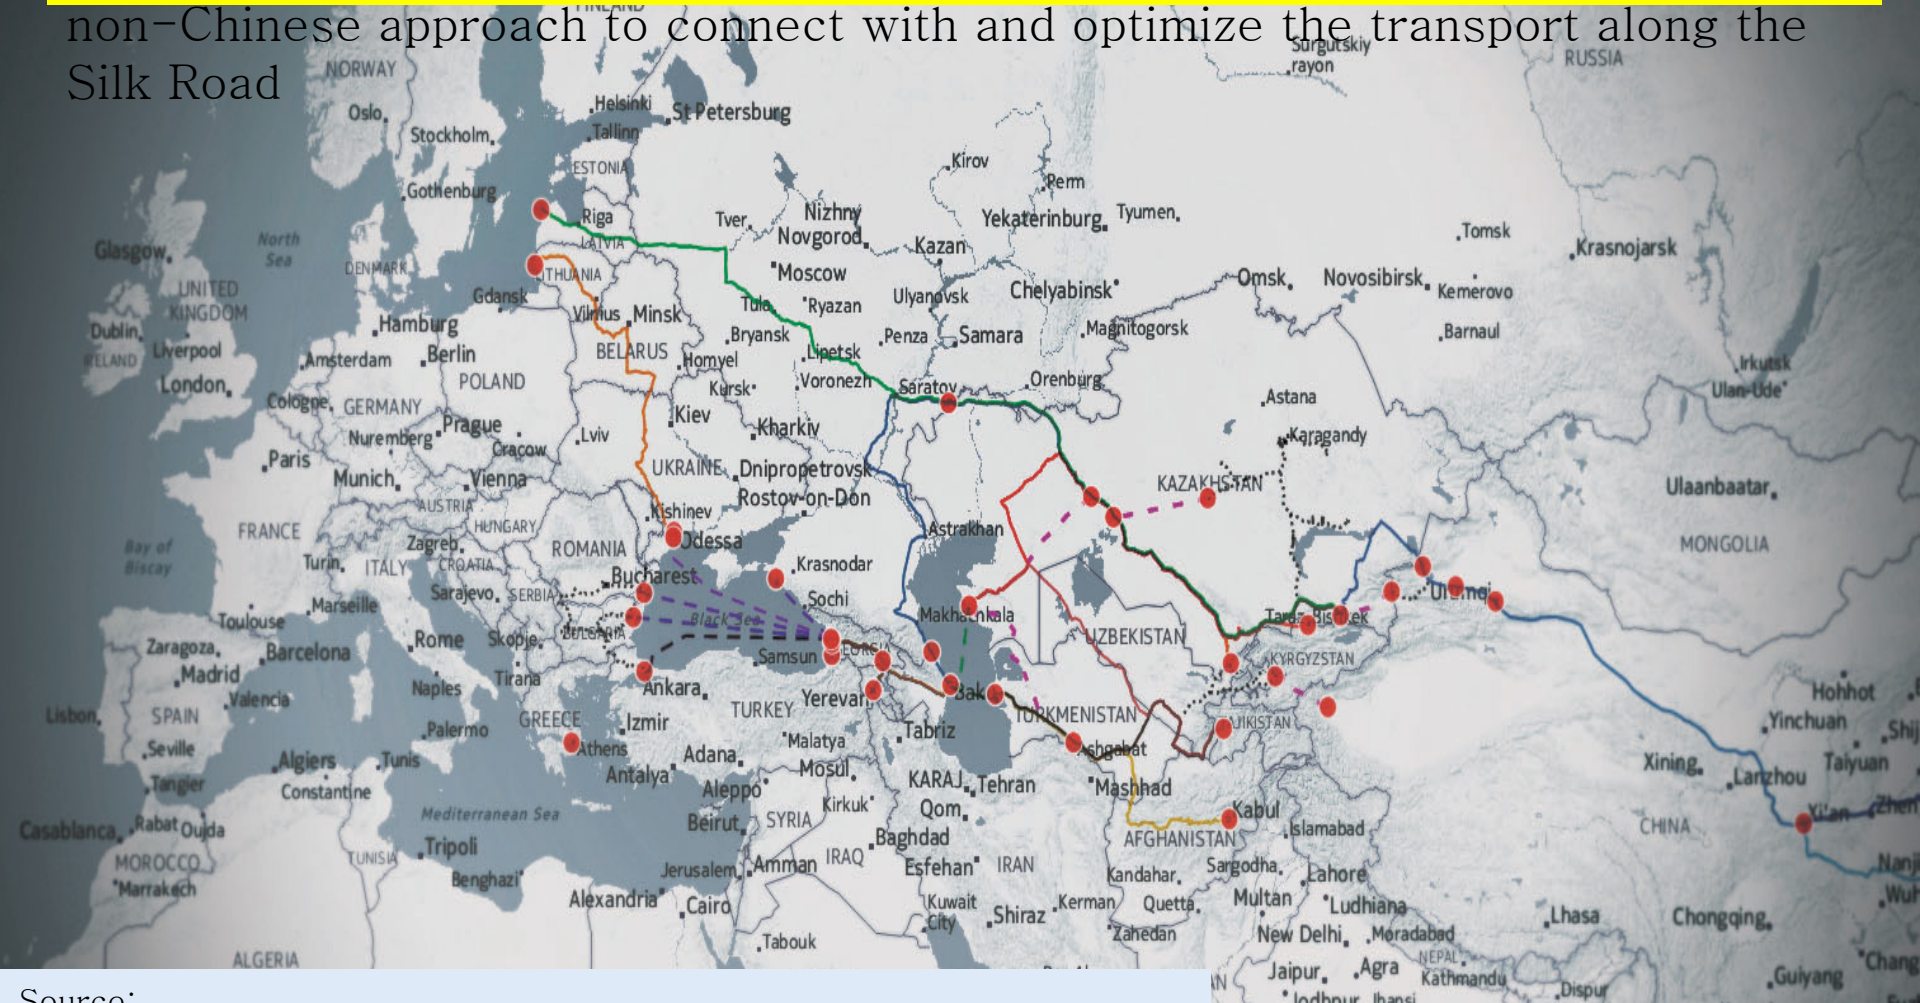 non-Chinese approach to connect with and optimize the transport along the
Silk Road
FINLAND
Surgutskiy
rayon
RUSSIA
NORWAY
Helsinki
St Petersburg
Oslo
Tallinn
Stockholm
ESTONIA
Kirov
Perm
Gothenburg
Riga
Tver
Nizhny
Novgorod
Yekaterinburg
Tyumen
Tomsk
Krasnojarsk
Glasgow
North
Sea
LATVIA
Kazan
DENMARK
LITHUANIA
Moscow
Omsk
Novosibirsk
Kemerovo
UNITED
KINGDOM
Gdansk
Vilnius
Minsk
Tula
Ryazan
Ulyanovsk
Chelyabinsk
Dublin
Hamburg
Bryansk
Penza
Samara
Magnitogorsk
Barnaul
IRELAND
Liverpool
Amsterdam
Berlin
BELARUS
Homyel
Lipetsk
Irkutsk
London
POLAND
Kursk
Voronezh
Saratov
Orenburg
Ulan-Ude
Cologne
GERMANY
Kiev
Astana
Nuremberg
Prague
Cracow
Lviv
Kharkiv
Karagandy
Paris
Munich
Vienna
UKRAINE
Dnipropetrovsk
KAZAKHSTAN
Ulaanbaatar
AUSTRIA
Kishinev
Rostov-on-Don
FRANCE
HUNGARY
Astrakhan
Bay of
Biscay
Zagreb
ROMANIA
Odessa
MONGOLIA
Turin
ITALY
CROATIA
Bucharest
Krasnodar
Sarajevo
SERBIA
Sochi
Urumqi
Toulouse
Marseille
Black Sea
Makhachkala
Taraz
Bishkek
Zaragoza
Rome
Skopje
BULGARIA
Samsun
GEORGIA
UZBEKISTAN
Madrid
Barcelona
KYRGYZSTAN
Naples
Tirana
Ankara
Yerevan
Baku
Hohhot
Lisbon
SPAIN
Valencia
GREECE
Izmir
TURKEY
TURKMENISTAN
TAJIKISTAN
Yinchuan
Shij
Seville
Palermo
Athens
Tabriz
Malatya
Ashgabat
Tangier
Algiers
Tunis
Antalya
Adana
Mosul
Xining
Lanzhou
Taiyuan
Constantine
Aleppo
KARAJ
Tehran
Mashhad
Casablanca
Rabat
Oujda
Mediterranean Sea
Beirut
SYRIA
Kirkuk
Qom
Kabul
Xi'an
Zhen
MOROCCO
TUNISIA
Tripoli
Baghdad
AFGHANISTAN
Islamabad
CHINA
Marrakech
Benghazi
Jerusalem
Amman
IRAQ
Esfehan
IRAN
Kandahar
Sargodha
Lahore
Nanji
Alexandria
Cairo
Kuwait
City
Shiraz
Kerman
Quetta
Multan
Ludhiana
Lhasa
Chongqing
Wuh
Tabouk
Zahedan
New Delhi
Moradabad
NEPAL
Chang
ALGERIA
Jaipur
Agra
Kathmandu
Guiyang
Dispur
Jodhpur
Jhansi
Source: